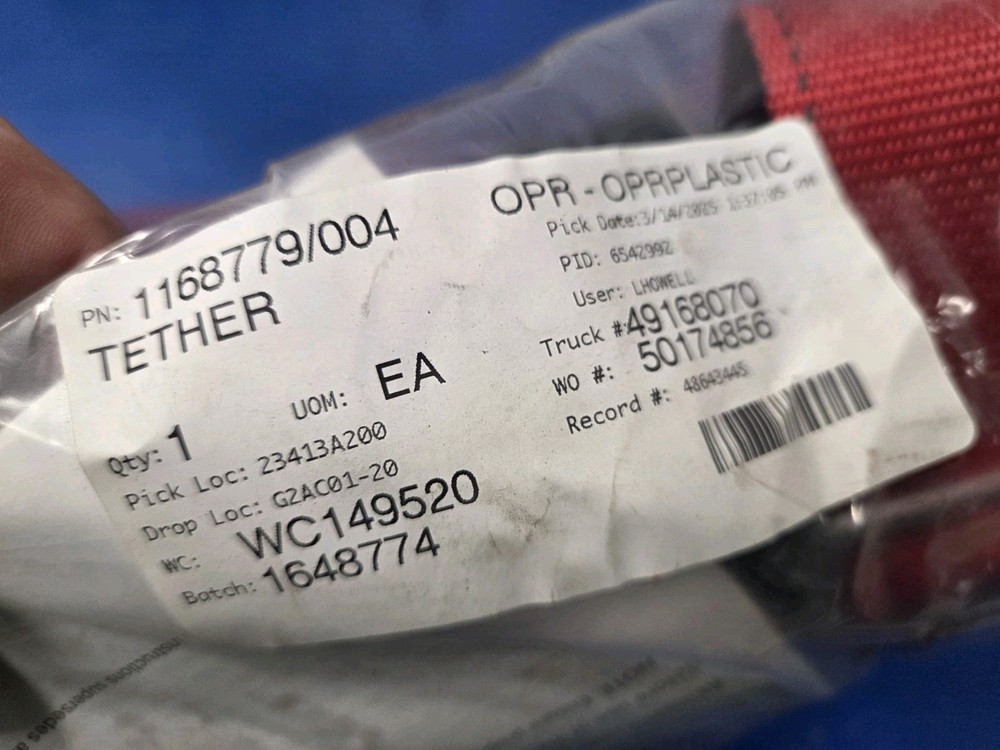 OPR - OPRPLASTIC
Pick Date:3/14/2025 1:37:05 PM
PN: 1168779/004
PID: 6542992
TETHER
User: LHOWELL
Truck #:49168070
UOM: EA
WO #: 50174856
Qty: 1
Record #: 48643445
Pick Loc: 23413A200
Drop Loc: G2AC01-20
WC: WC149520
Batch: 1648774
instructions supersedes